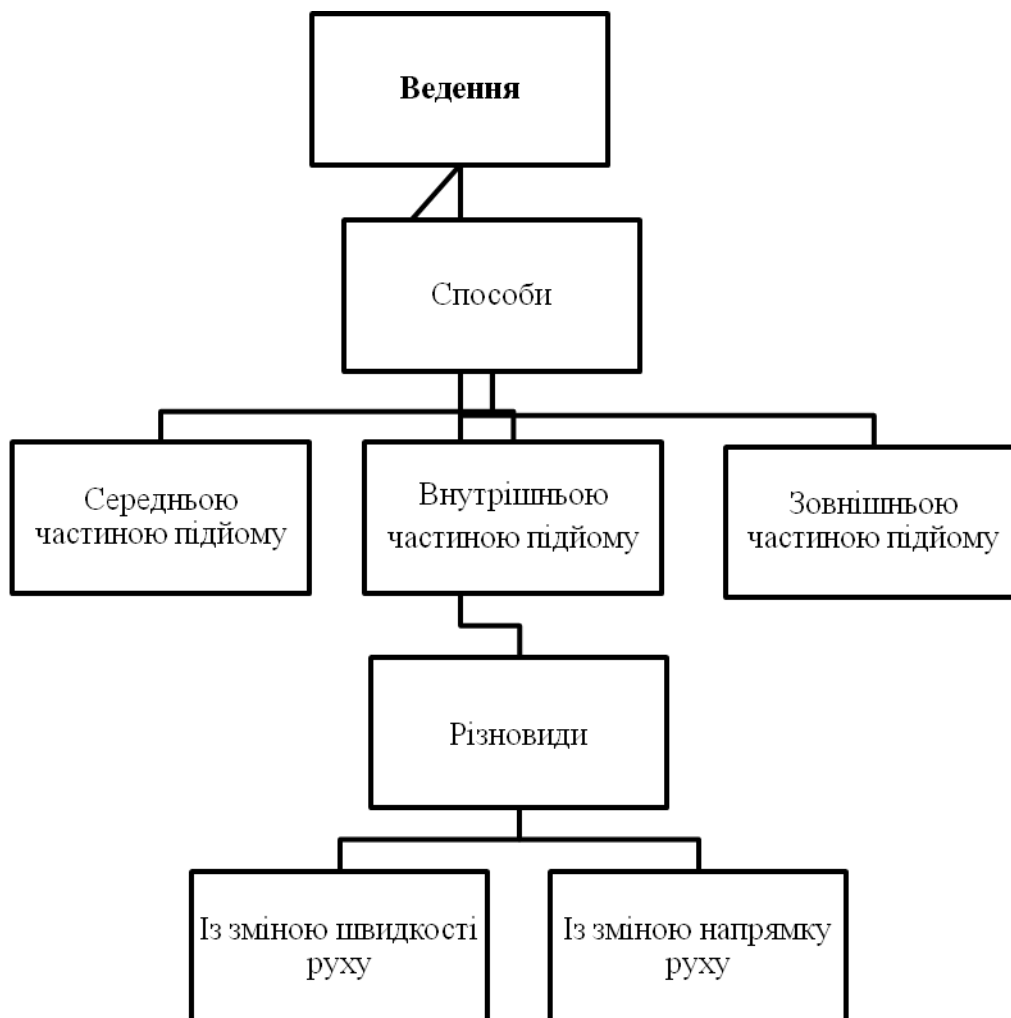 Ведення
Способи
Середньою
частиною підйому
Внутрішньою
частиною підйому
Зовнішньою
частиною підйому
Різновиди
Із зміною швидкості
руху
Із зміною напрямку
руху